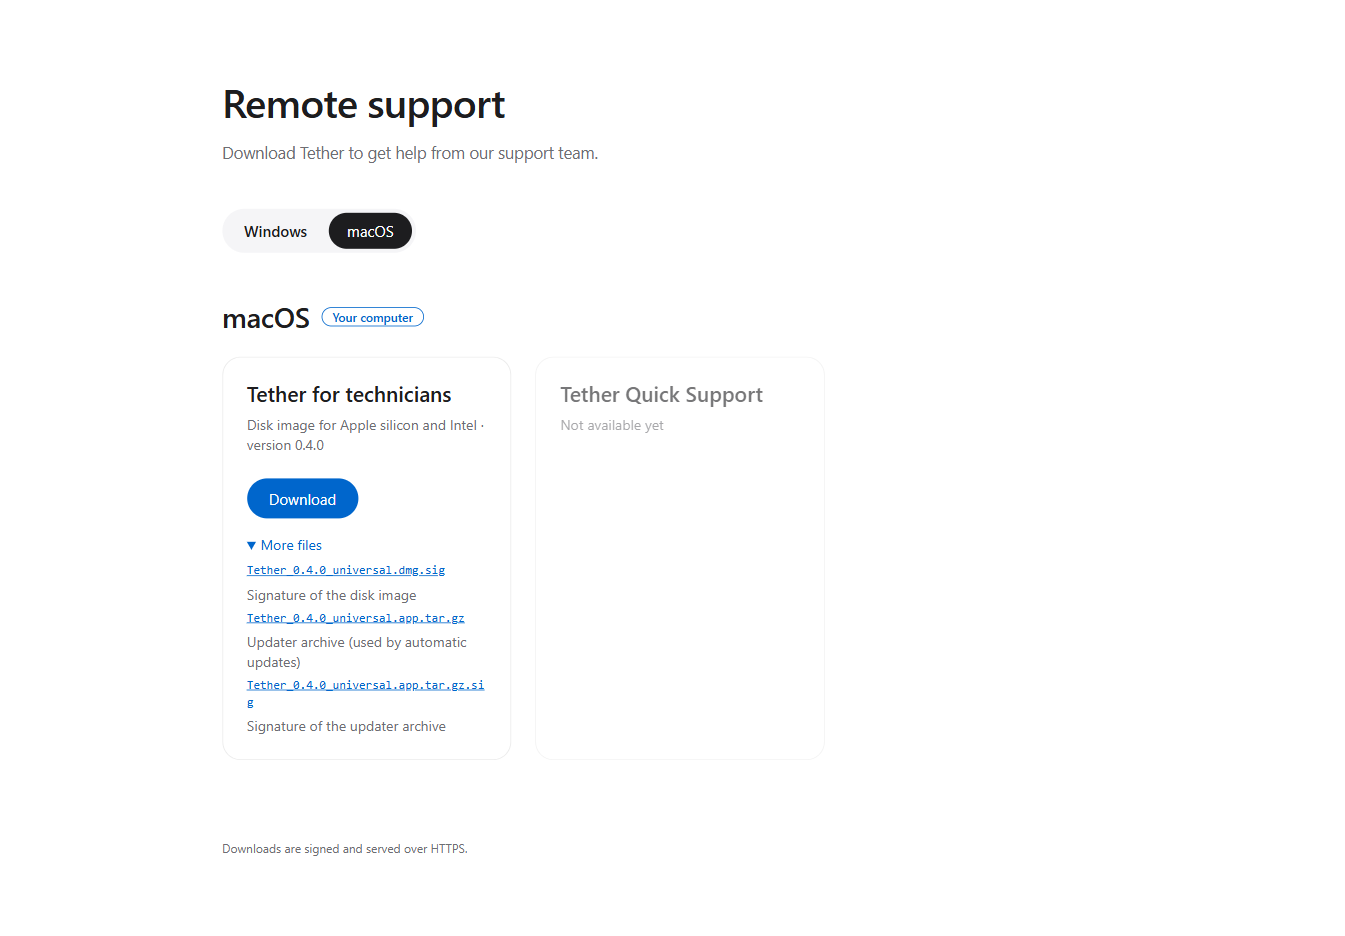 Remote support
Download Tether to get help from our support team.
Windows
macOS
macOS
Your computer
Tether for technicians
Disk image for Apple silicon and Intel ·
version 0.4.0
Download
▼ More files
Tether_0.4.0_universal.dmg.sig
Signature of the disk image
Tether_0.4.0_universal.app.tar.gz
Updater archive (used by automatic
updates)
Tether_0.4.0_universal.app.tar.gz.si
g
Signature of the updater archive
Tether Quick Support
Not available yet
Downloads are signed and served over HTTPS.